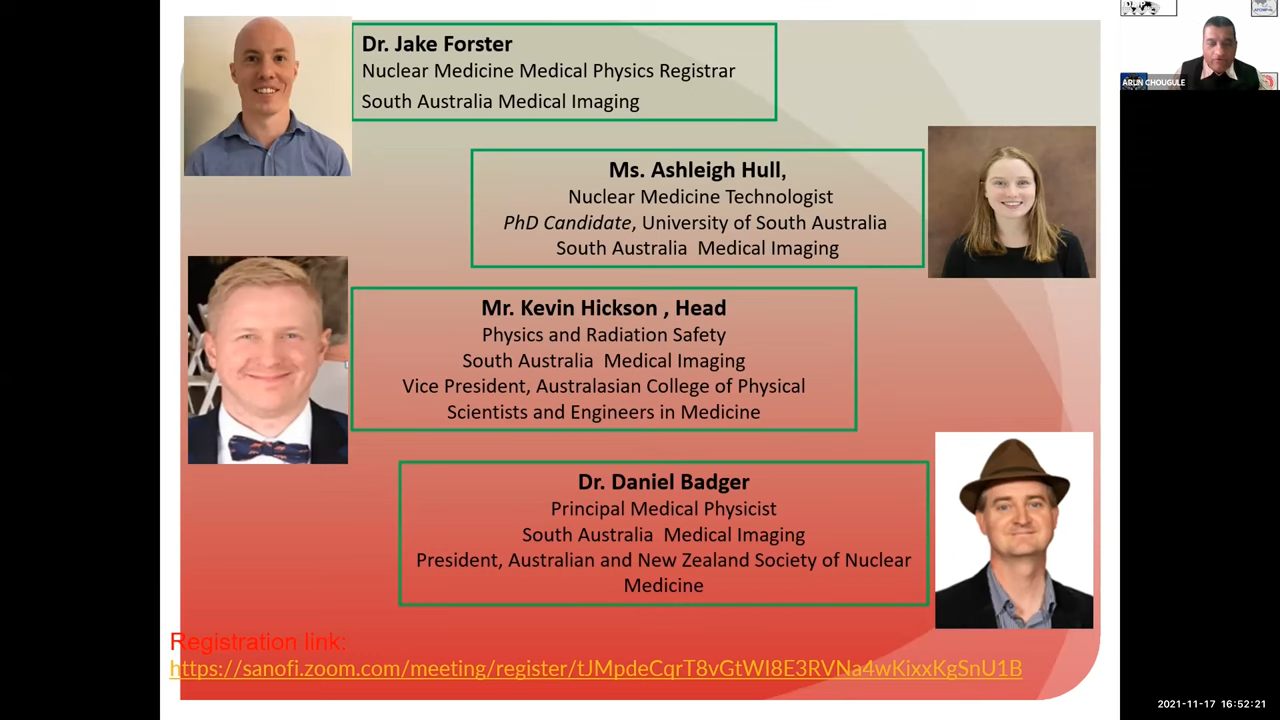 Dr. Jake Forster
Nuclear Medicine Medical Physics Registrar
South Australia Medical Imaging
Ms. Ashleigh Hull,
Nuclear Medicine Technologist
PhD Candidate, University of South Australia
South Australia  Medical Imaging
Mr. Kevin Hickson , Head
Physics and Radiation Safety
South Australia  Medical Imaging
Vice President, Australasian College of Physical
Scientists and Engineers in Medicine
Dr. Daniel Badger
Principal Medical Physicist
South Australia  Medical Imaging
President, Australian and New Zealand Society of Nuclear
Medicine
Registration link:
https://sanofi.zoom.com/meeting/register/tJMpdeCqrT8vGtWI8E3RVNa4wKixxKgSnU1B
ARUN CHOUGULE
2021-11-17 16:52:21